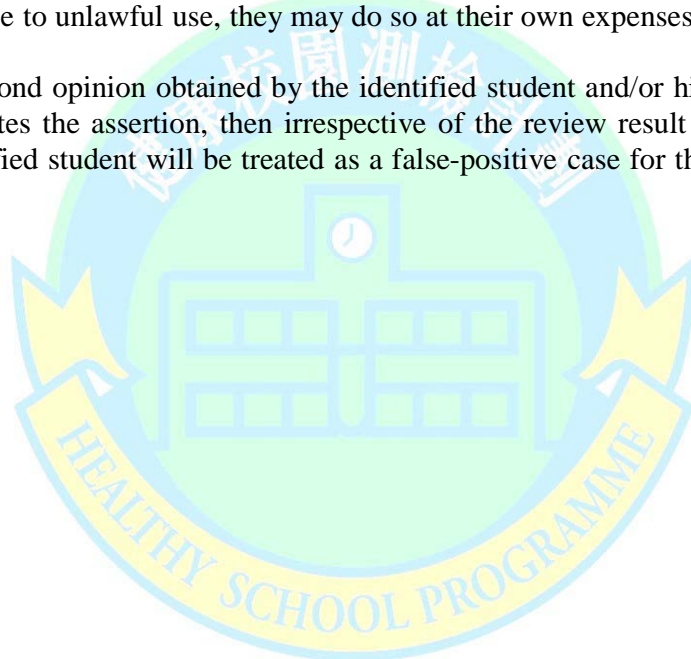 e to unlawful use, they may do so at their own expenses
ond opinion obtained by the identified student and/or hi
tes the assertion, then irrespective of the review result
fied student will be treated as a false-positive case for th
健康校園測檢計劃
HEALTHY SCHOOL PROGRAMME